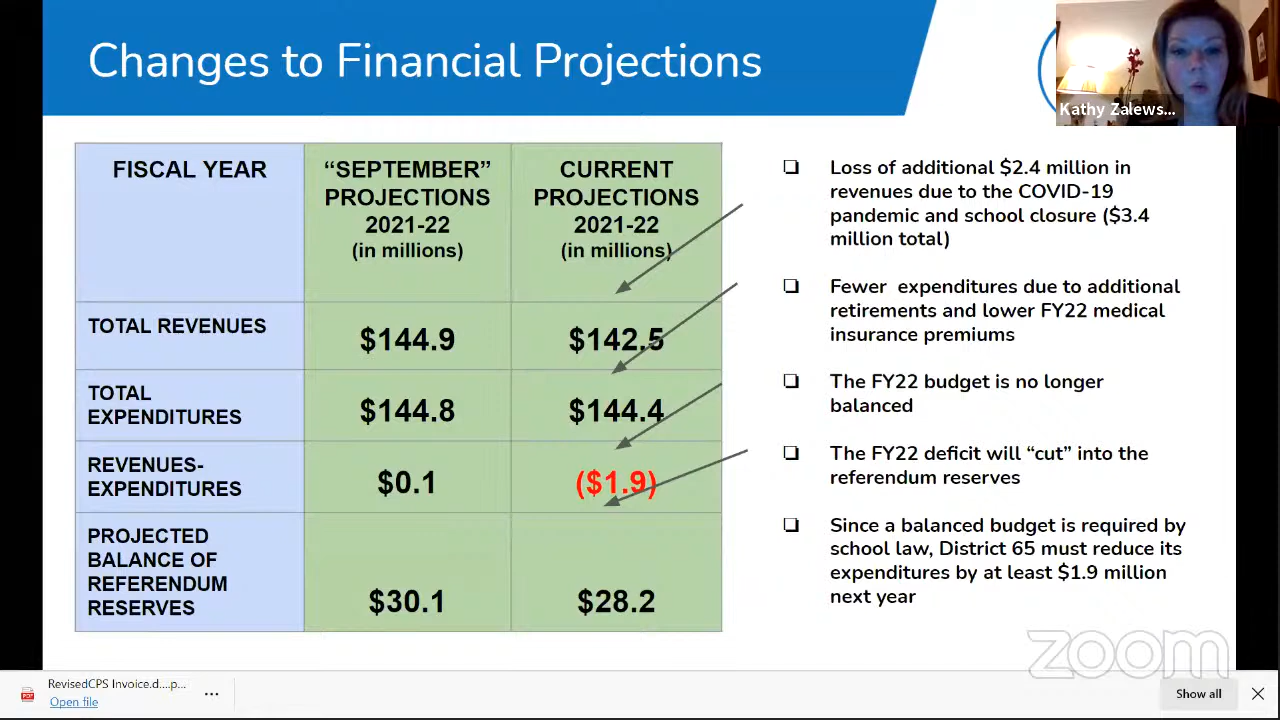 Changes to Financial Projections
Kathy Zalews...
FISCAL YEAR
“SEPTEMBER”
PROJECTIONS
2021-22
(in millions)
CURRENT
PROJECTIONS
2021-22
(in millions)
TOTAL REVENUES
$144.9
$142.5
TOTAL
EXPENDITURES
$144.8
$144.4
REVENUES-
EXPENDITURES
$0.1
($1.9)
PROJECTED
BALANCE OF
REFERENDUM
RESERVES
$30.1
$28.2
Loss of additional $2.4 million in
revenues due to the COVID-19
pandemic and school closure ($3.4
million total)
Fewer expenditures due to additional
retirements and lower FY22 medical
insurance premiums
The FY22 budget is no longer
balanced
The FY22 deficit will “cut” into the
referendum reserves
Since a balanced budget is required by
school law, District 65 must reduce its
expenditures by at least $1.9 million
next year
zoom
RevisedCPS Invoice.d....p...
Open file
...
Show all
PDF